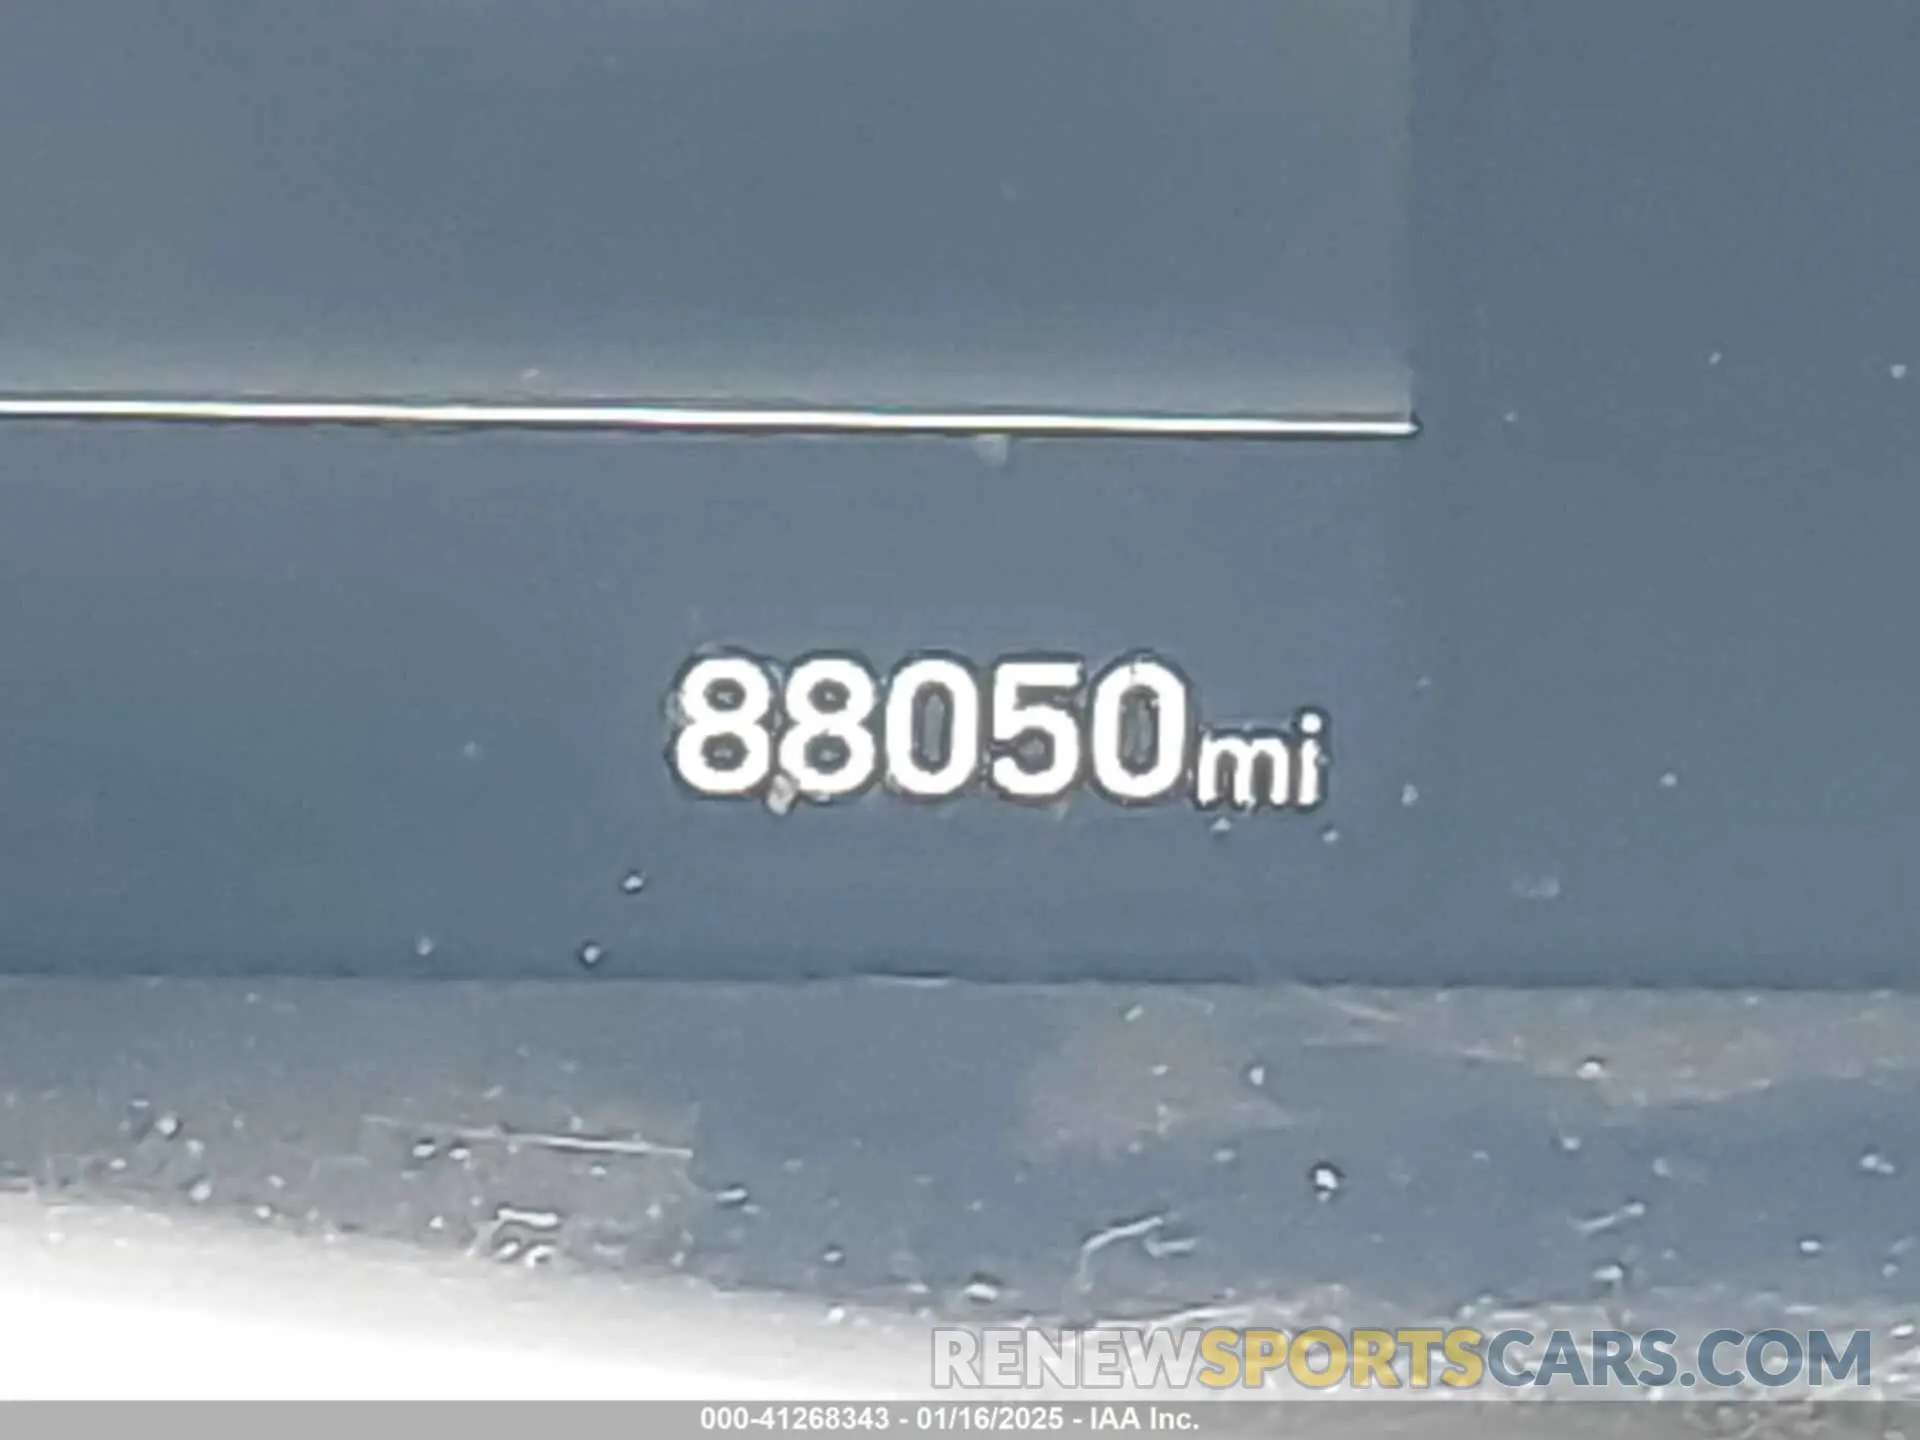 88050mi
RENEWSPORTSCARS.COM
000-41268343 - 01/16/2025 - IAA Inc.